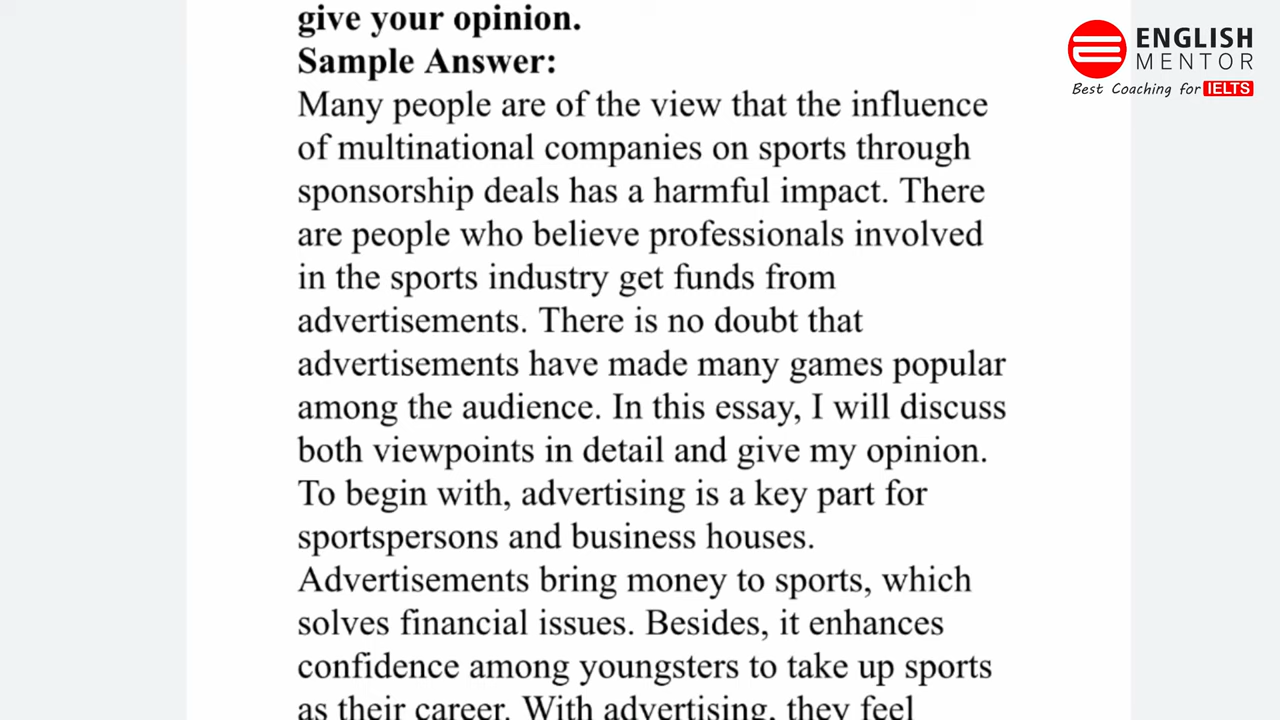 give your opinion.
Sample Answer:
Many people are of the view that the influence
of multinational companies on sports through
sponsorship deals has a harmful impact. There
are people who believe professionals involved
in the sports industry get funds from
advertisements. There is no doubt that
advertisements have made many games popular
among the audience. In this essay, I will discuss
both viewpoints in detail and give my opinion.
To begin with, advertising is a key part for
sportspersons and business houses.
Advertisements bring money to sports, which
solves financial issues. Besides, it enhances
confidence among youngsters to take up sports
as their career. With advertising, they feel
ENGLISH
MENTOR
Best Coaching for IELTS